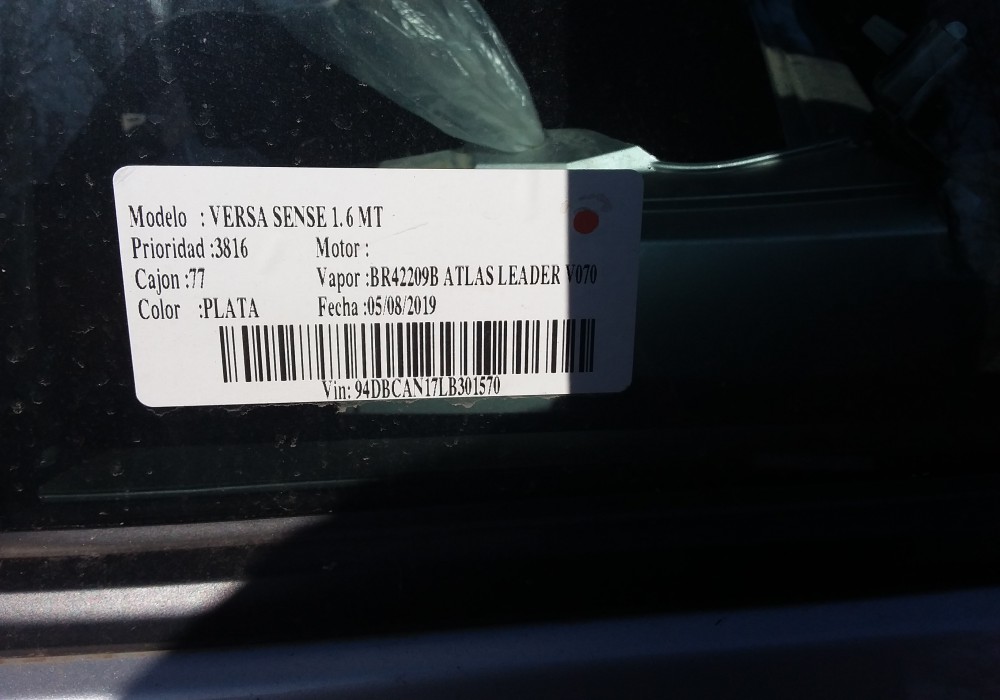 Modelo : VERSA SENSE 1.6 MT
Prioridad :3816 Motor :
Cajon :77 Vapor :BR42209B ATLAS LEADER V070
Color :PLATA Fecha :05/08/2019
Vin: 94DBCAN17LB301570